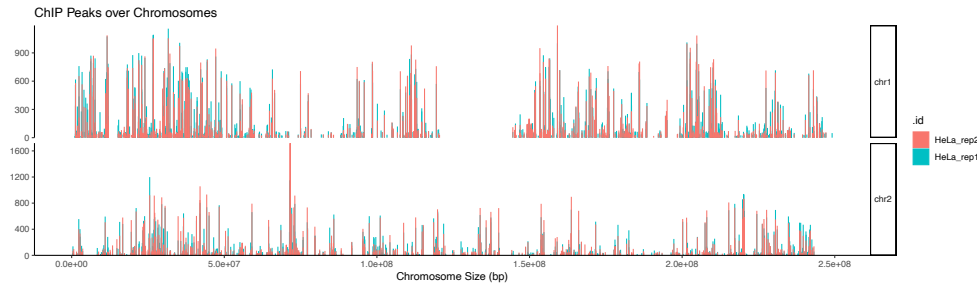 ChIP Peaks over Chromosomes
900
600
300
0
chr1
1600
1200
800
400
0
chr2
0.0e+00 5.0e+07 1.0e+08 1.5e+08 2.0e+08 2.5e+08
Chromosome Size (bp)
.id
HeLa_rep2
HeLa_rep1